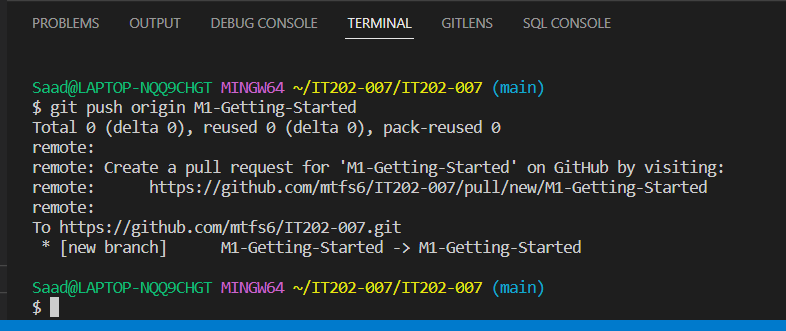 PROBLEMS OUTPUT DEBUG CONSOLE TERMINAL GITLENS SQL CONSOLE
Saad@LAPTOP-NQQ9CHGT MINGW64 ~/IT202-007/IT202-007 (main)
$ git push origin M1-Getting-Started
Total 0 (delta 0), reused 0 (delta 0), pack-reused 0
remote:
remote: Create a pull request for 'M1-Getting-Started' on GitHub by visiting:
remote:      https://github.com/mtfs6/IT202-007/pull/new/M1-Getting-Started
remote:
To https://github.com/mtfs6/IT202-007.git
 * [new branch]      M1-Getting-Started -> M1-Getting-Started
Saad@LAPTOP-NQQ9CHGT MINGW64 ~/IT202-007/IT202-007 (main)
$